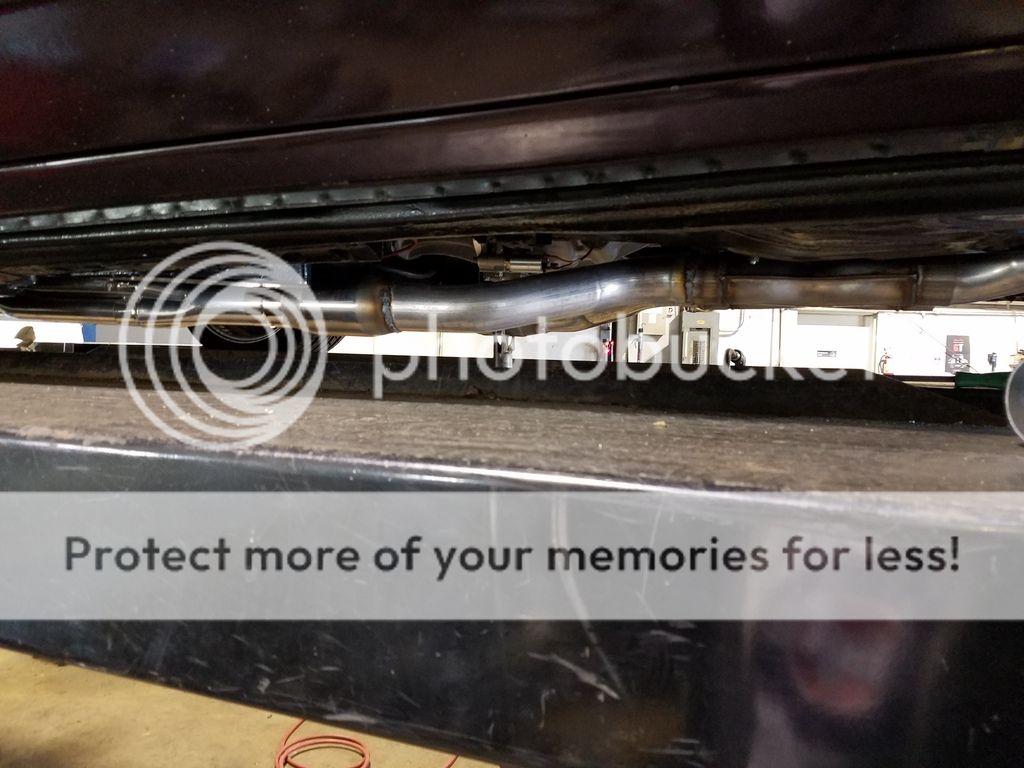 photobucket
Protect more of your memories for less!